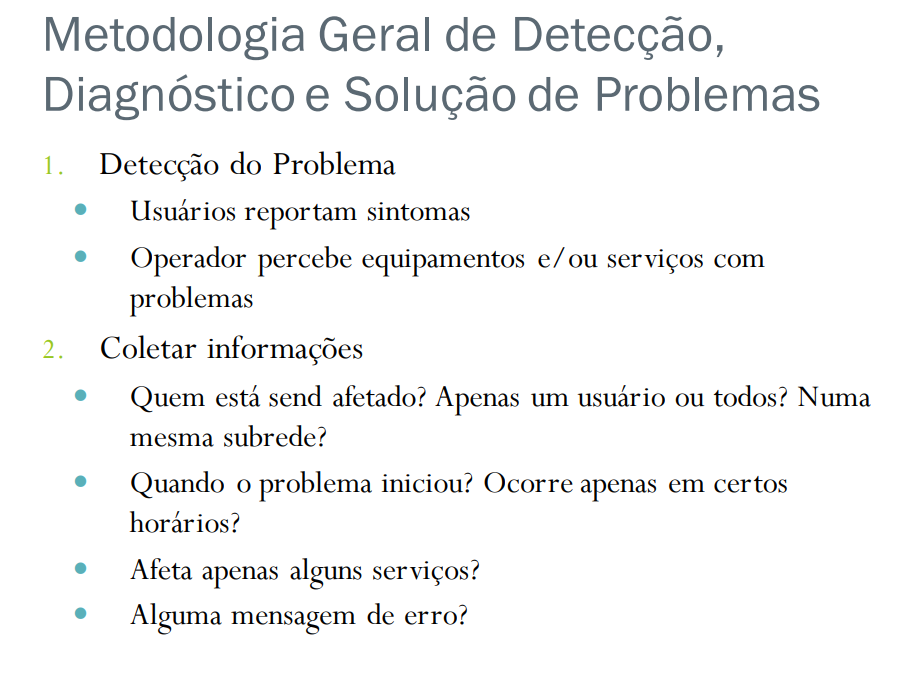 Metodologia Geral de Detecção,
Diagnóstico e Solução de Problemas
1. Detecção do Problema
• Usuários reportam sintomas
• Operador percebe equipamentos e/ou serviços com
problemas
2. Coletar informações
• Quem está send afetado? Apenas um usuário ou todos? Numa
mesma subrede?
• Quando o problema iniciou? Ocorre apenas em certos
horários?
• Afeta apenas alguns serviços?
• Alguma mensagem de erro?